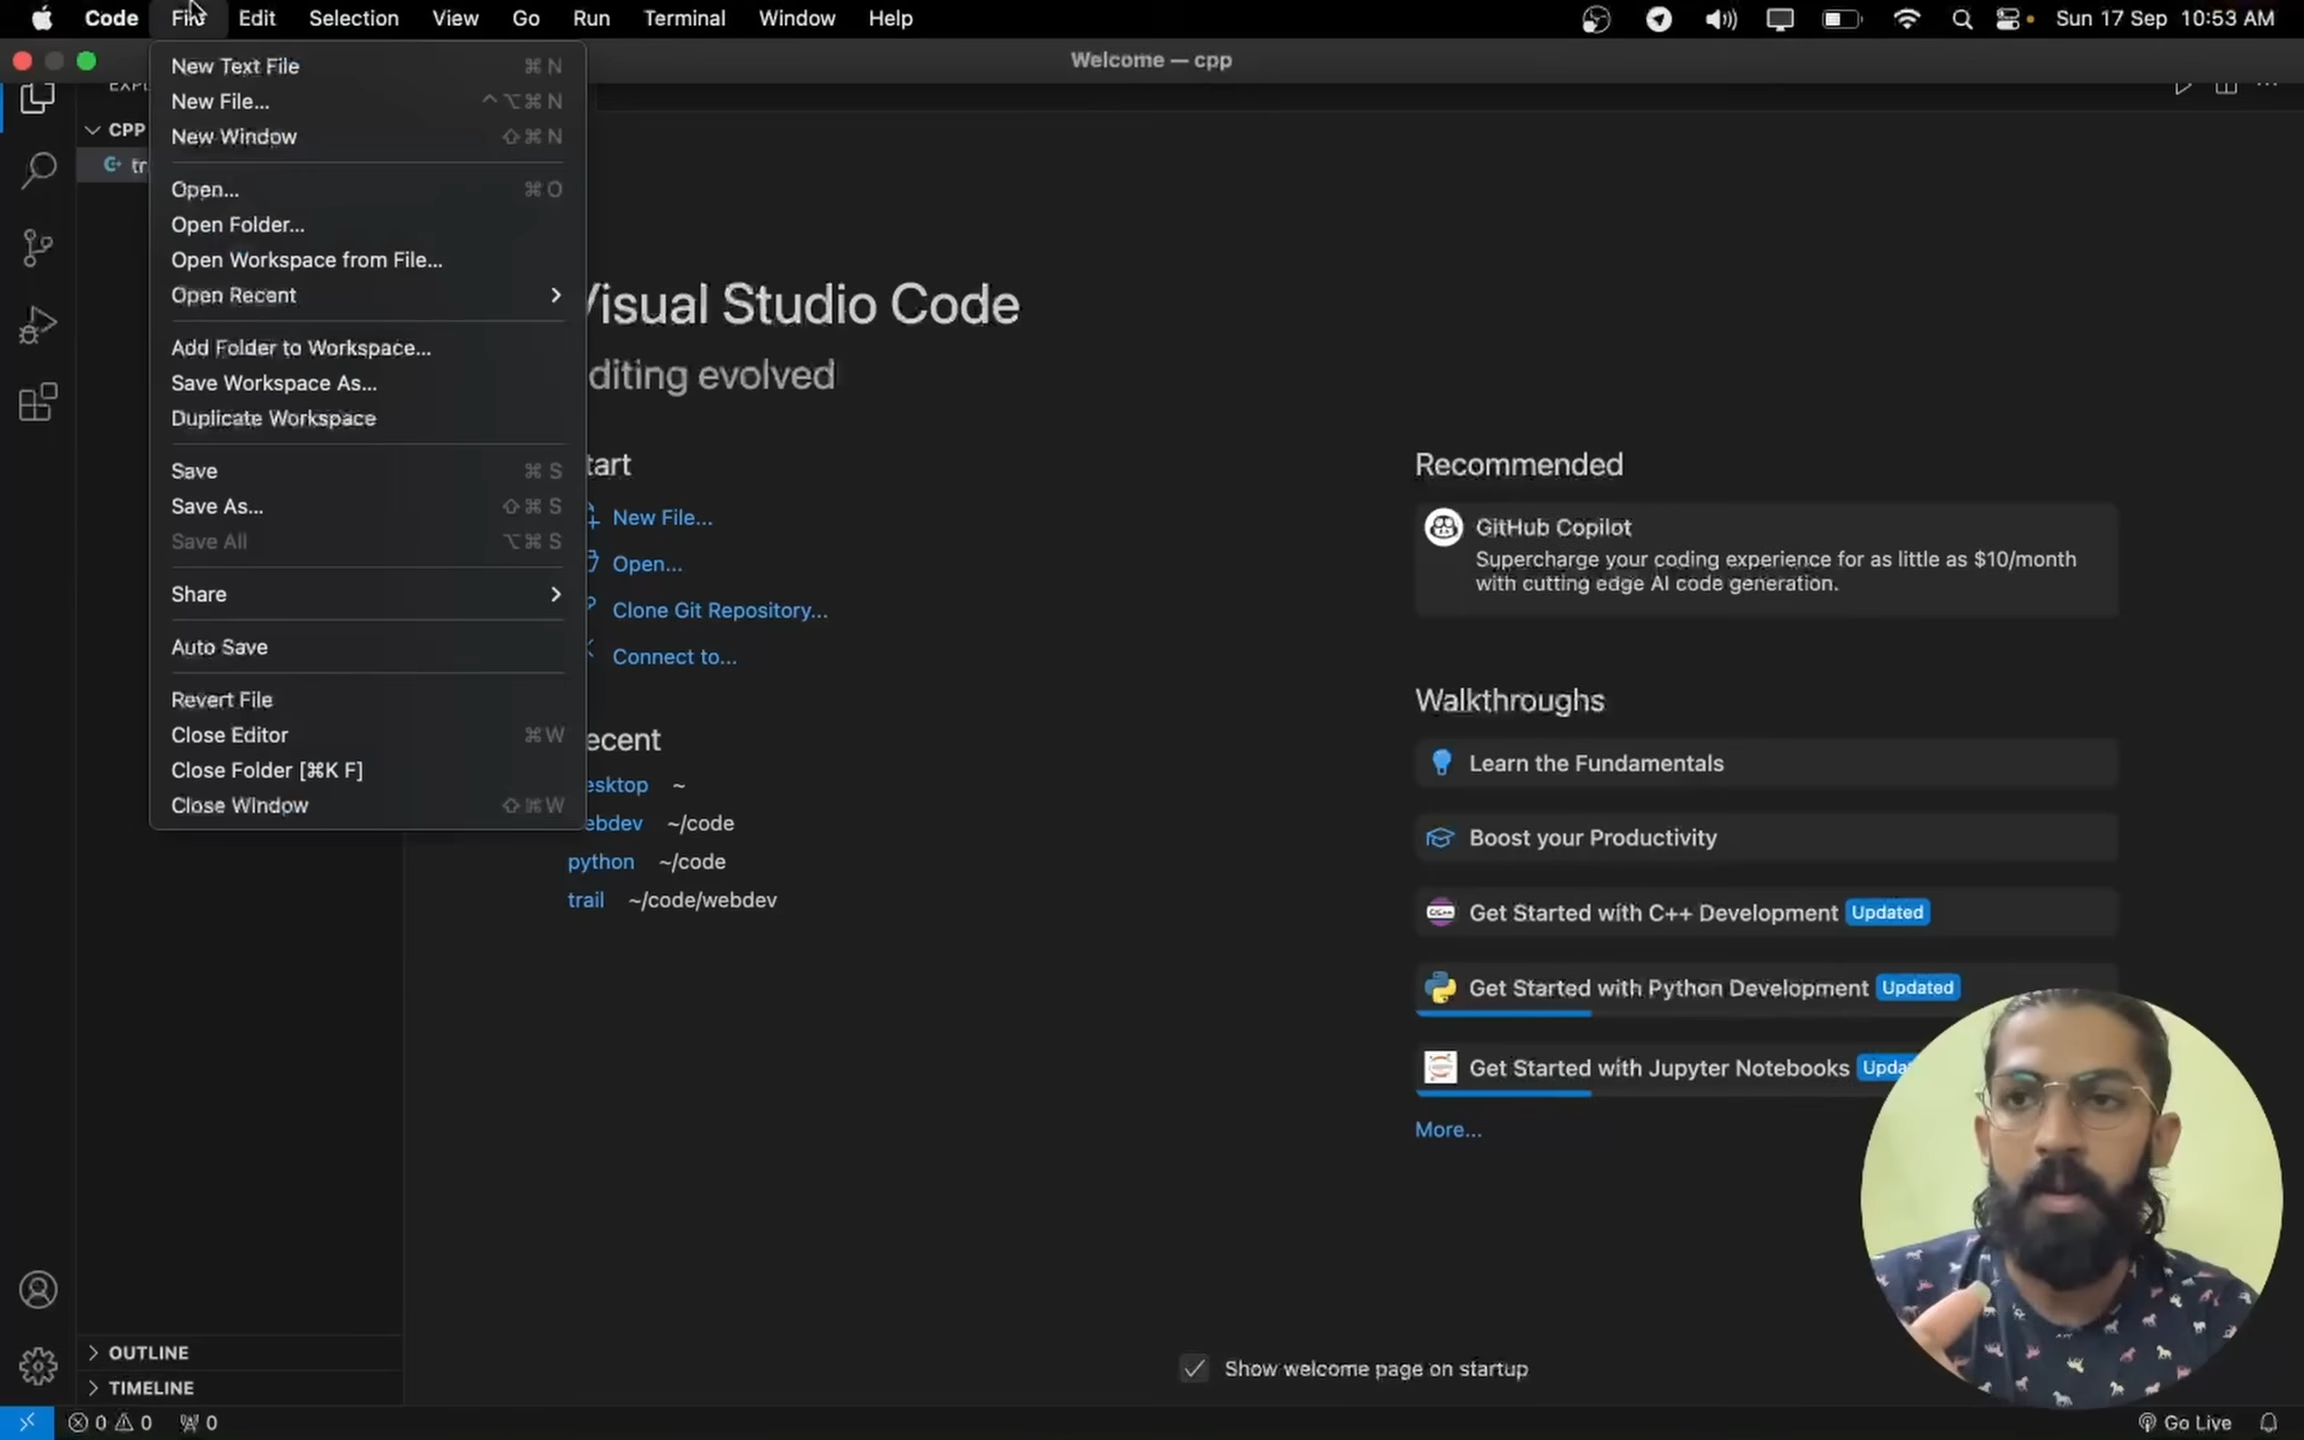 Code File Edit Selection View Go Run Terminal Window Help Sun 17 Sep 10:53 AM
Welcome — cpp
CPP
New Text File ⌘ N
New File... ^⌥⌘ N
New Window ⇧⌘ N
Open... ⌘ O
Open Folder...
Open Workspace from File...
Open Recent
Add Folder to Workspace...
Save Workspace As...
Duplicate Workspace
Save ⌘ S
Save As... ⇧⌘ S
Save All ⌥⌘ S
Share
Auto Save
Revert File
Close Editor ⌘W
Close Folder [⌘K F]
Close Window ⇧⌘W
Visual Studio Code
diting evolved
tart
New File...
Open...
Clone Git Repository...
Connect to...
ecent
esktop ~
ebdev ~/code
python ~/code
trail ~/code/webdev
Recommended
GitHub Copilot
Supercharge your coding experience for as little as $10/month
with cutting edge AI code generation.
Walkthroughs
Learn the Fundamentals
Boost your Productivity
Get Started with C++ Development Updated
Get Started with Python Development Updated
Get Started with Jupyter Notebooks Upda
More...
Show welcome page on startup
OUTLINE
TIMELINE
0 0 0
Go Live